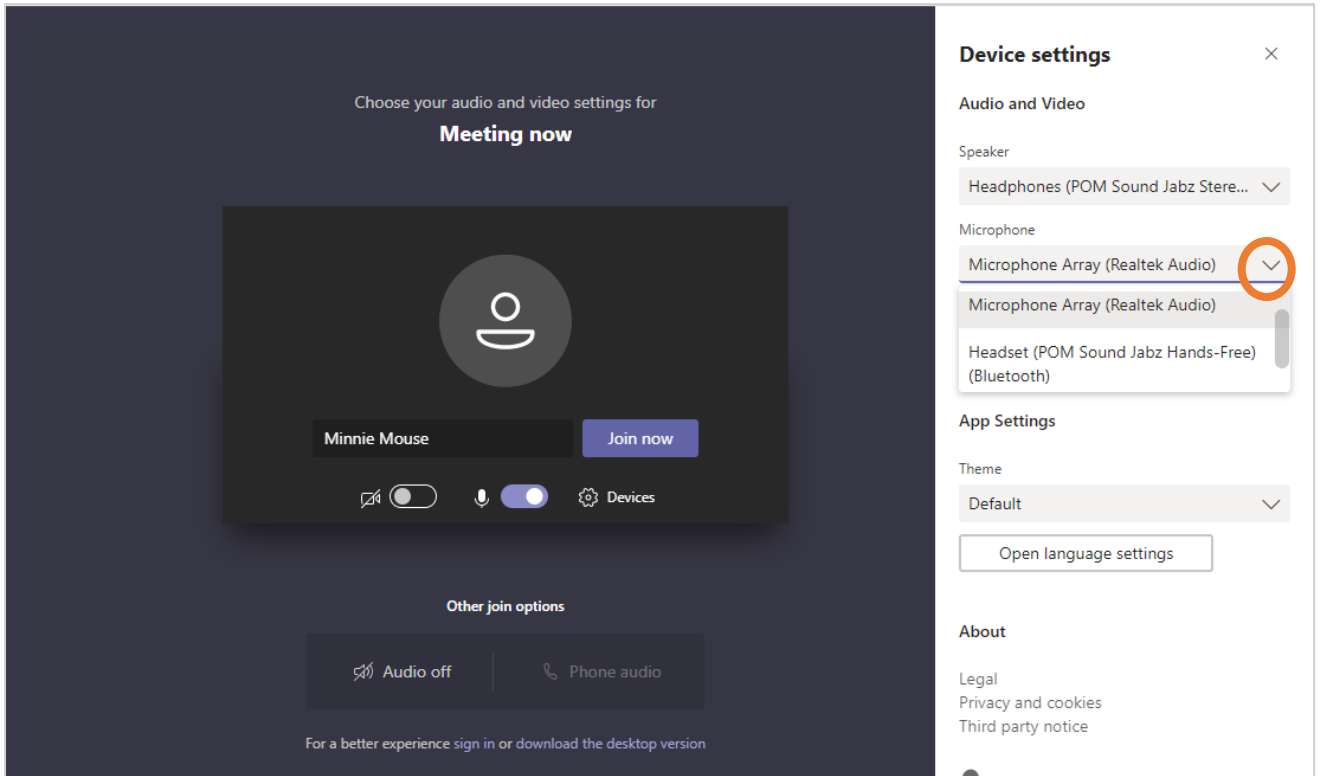 Choose your audio and video settings for
Meeting now
Minnie Mouse
Join now
Devices
Other join options
Audio off
Phone audio
For a better experience sign in or download the desktop version
Device settings
Audio and Video
Speaker
Headphones (POM Sound Jabz Stere...
Microphone
Microphone Array (Realtek Audio)
Microphone Array (Realtek Audio)
Headset (POM Sound Jabz Hands-Free)
(Bluetooth)
App Settings
Theme
Default
Open language settings
About
Legal
Privacy and cookies
Third party notice